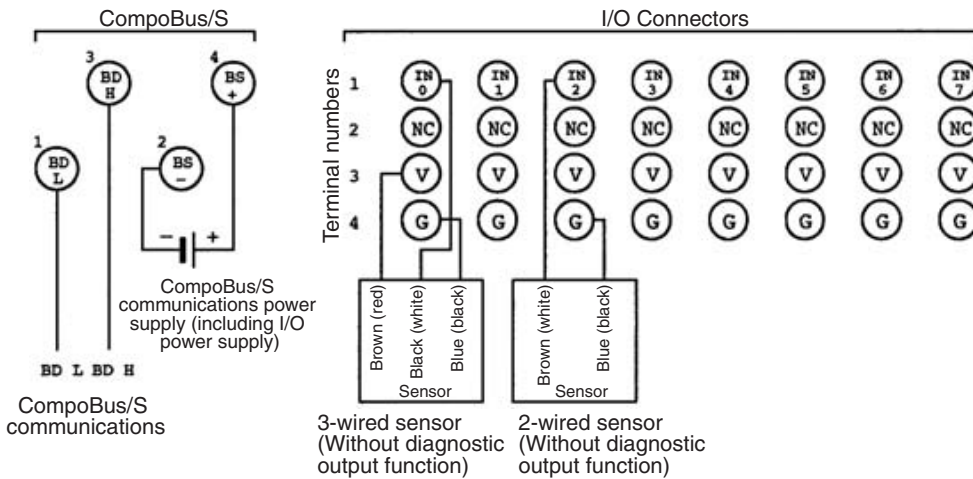 CompoBus/S
I/O Connectors
3
BD
H
4
BS
+
1
BD
L
2
BS
–
– +
CompoBus/S
communications power
supply (including I/O
power supply)
BD L BD H
CompoBus/S
communications
Terminal numbers
1 IN 0 IN 1 IN 2 IN 3 IN 4 IN 5 IN 6 IN 7
2 NC NC NC NC NC NC NC NC
3 V V V V V V V V
4 G G G G G G G G
Brown (red)
Black (white)
Blue (black)
Sensor
Brown (white)
Blue (black)
Sensor
3-wired sensor
(Without diagnostic
output function)
2-wired sensor
(Without diagnostic
output function)